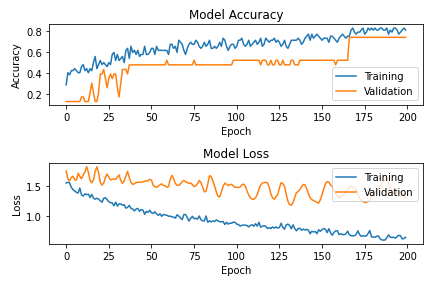 Model Accuracy
0.8
0.6
0.4
0.2
Accuracy
Training
Validation
0 25 50 75 100 125 150 175 200
Epoch
Model Loss
1.5
1.0
Loss
Training
Validation
0 25 50 75 100 125 150 175 200
Epoch